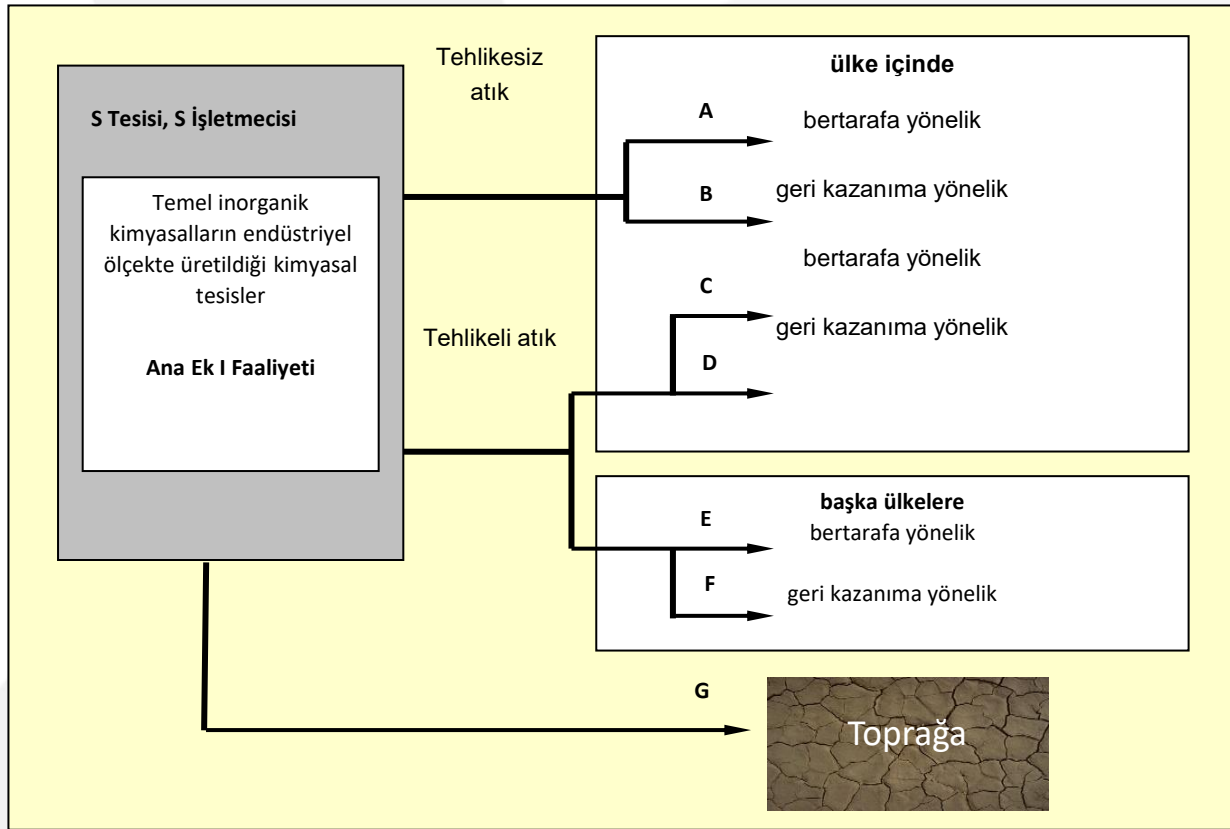 S Tesisi, S İşletmecisi
Temel inorganik
kimyasalların endüstriyel
ölçekte üretildiği kimyasal
tesisler
Ana Ek I Faaliyeti
Tehlikesiz
atık
Tehlikeli atık
ülke içinde
A
bertarafa yönelik
B
geri kazanıma yönelik
bertarafa yönelik
C
geri kazanıma yönelik
D
başka ülkelere
E
bertarafa yönelik
F
geri kazanıma yönelik
G
Toprağa